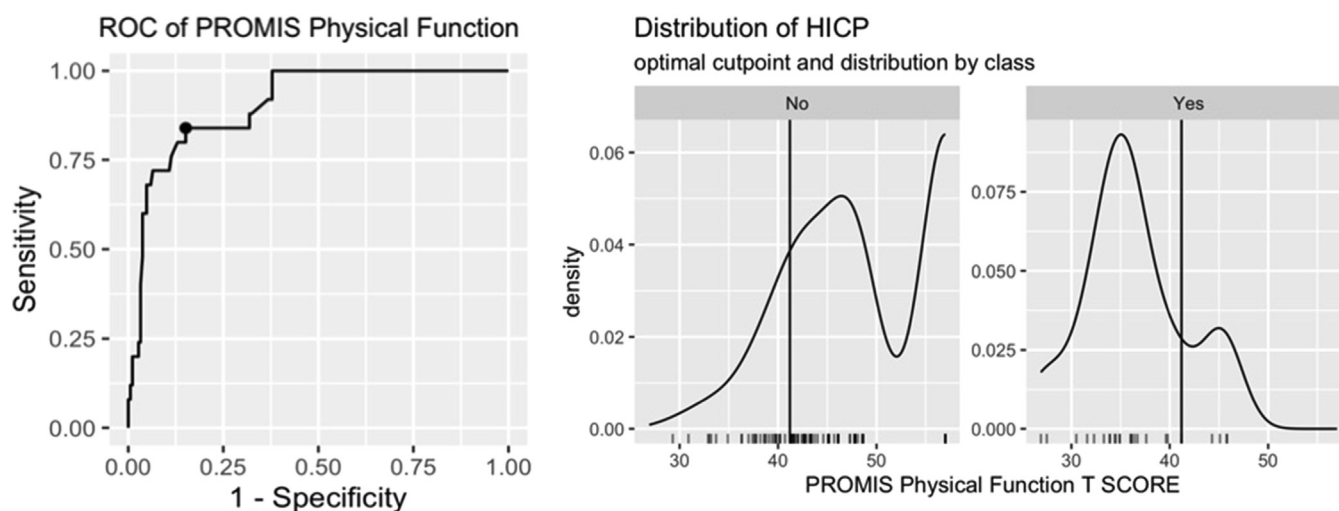 ROC of PROMIS Physical Function
1.00
0.75
0.50
0.25
0.00
Sensitivity
0.00 0.25 0.50 0.75 1.00
1 - Specificity
Distribution of HICP
optimal cutpoint and distribution by class
No Yes
0.06
0.04
0.02
0.00
density
30 40 50
0.075
0.050
0.025
0.000
30 40 50
PROMIS Physical Function T SCORE